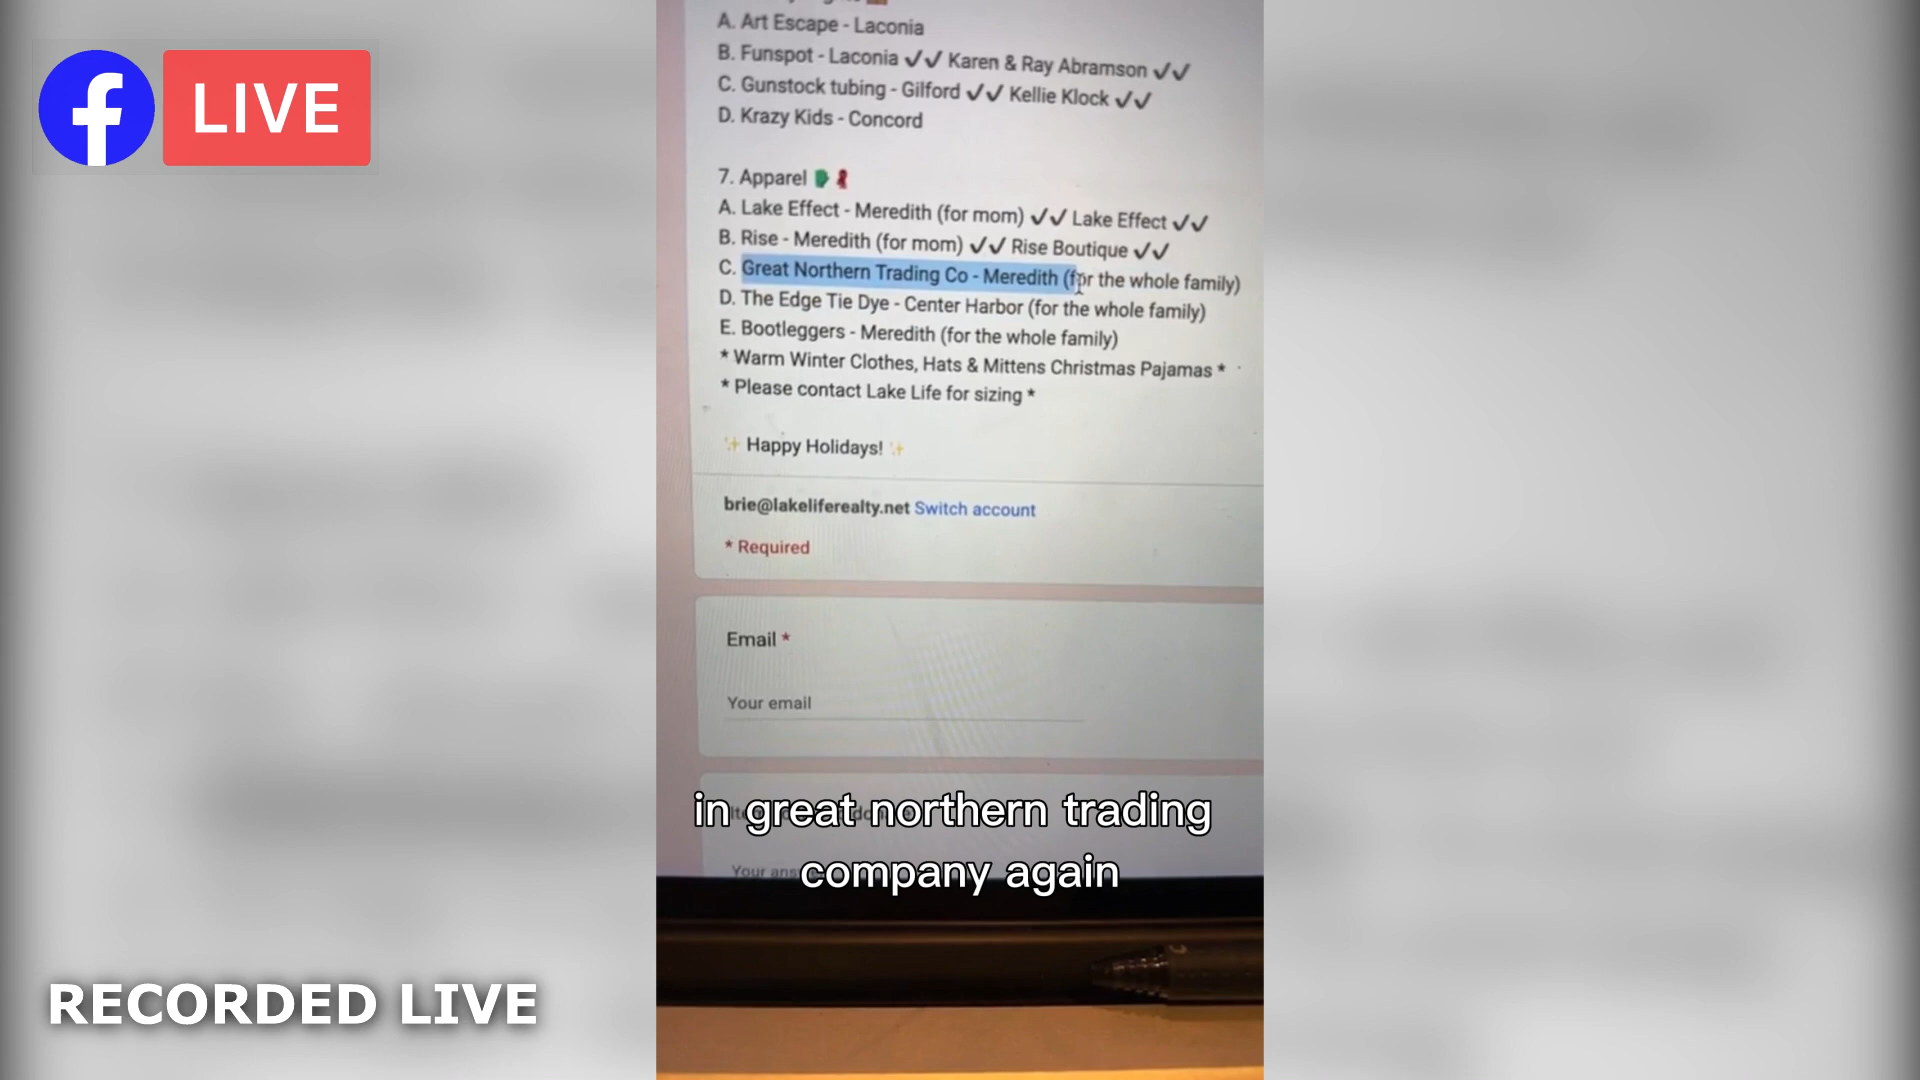 LIVE
A. Art Escape - Laconia
B. Funspot - Laconia ✓✓ Karen & Ray Abramson ✓✓
C. Gunstock tubing - Gilford ✓✓ Kellie Klock ✓✓
D. Krazy Kids - Concord
7. Apparel
A. Lake Effect - Meredith (for mom) ✓✓ Lake Effect ✓✓
B. Rise - Meredith (for mom) ✓✓ Rise Boutique ✓✓
C. Great Northern Trading Co - Meredith (for the whole family)
D. The Edge Tie Dye - Center Harbor (for the whole family)
E. Bootleggers - Meredith (for the whole family)
* Warm Winter Clothes, Hats & Mittens Christmas Pajamas *
* Please contact Lake Life for sizing *
✨ Happy Holidays! ✨
brie@lakeliferealty.net Switch account
* Required
Email *
Your email
in great northern trading
company again
Your
RECORDED LIVE